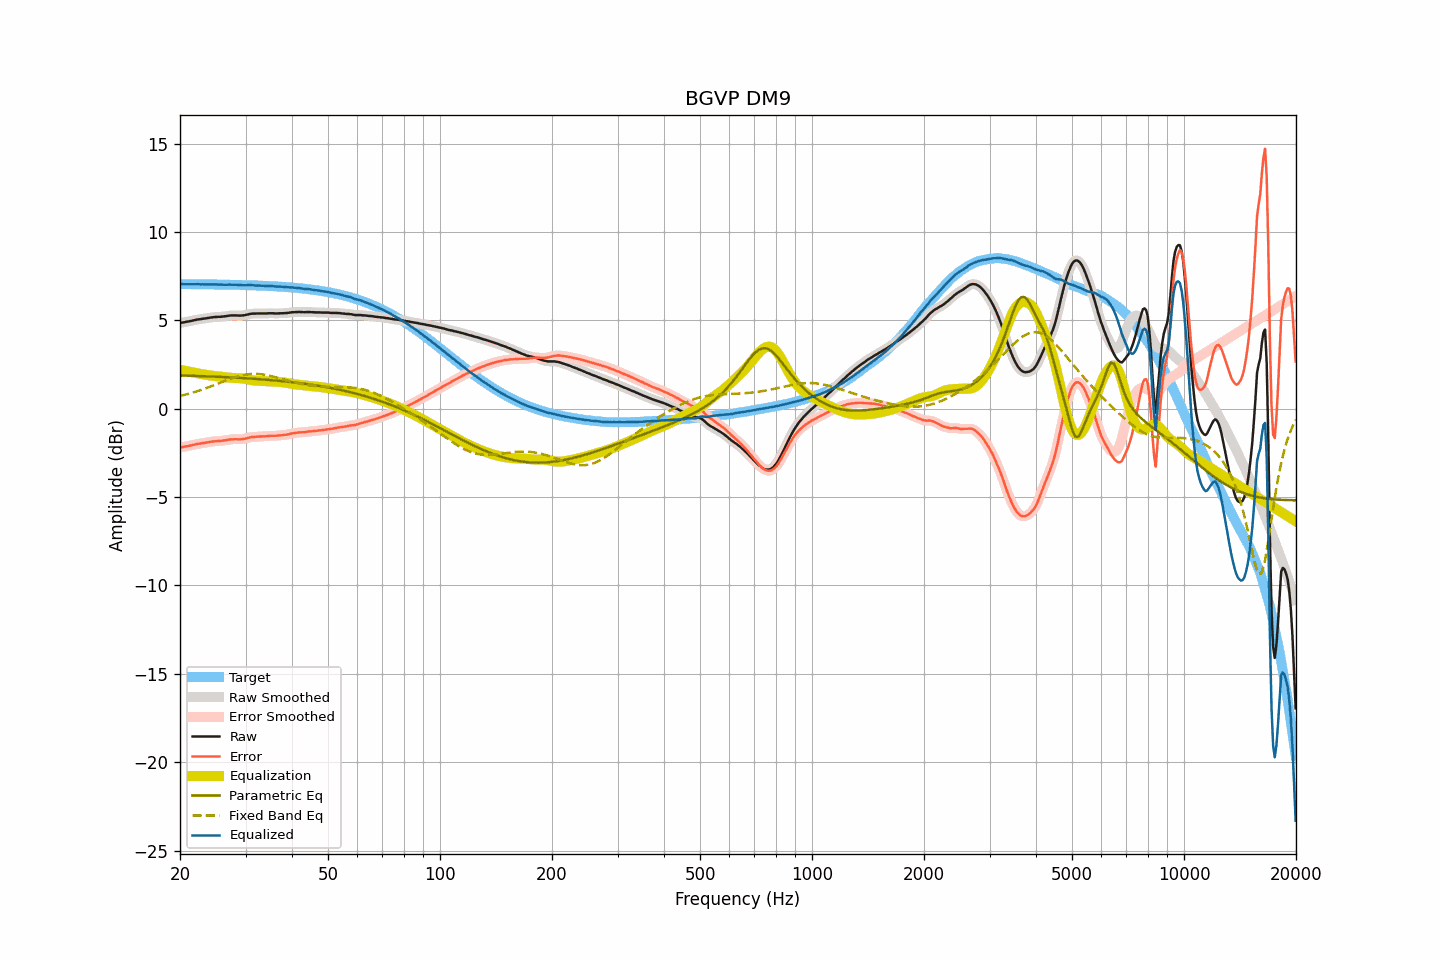 BGVP DM9
Amplitude (dBr)
15
10
5
0
−5
−10
−15
−20
−25
Target
Raw Smoothed
Error Smoothed
Raw
Error
Equalization
Parametric Eq
Fixed Band Eq
Equalized
20 50 100 200 500 1000 2000 5000 10000 20000
Frequency (Hz)